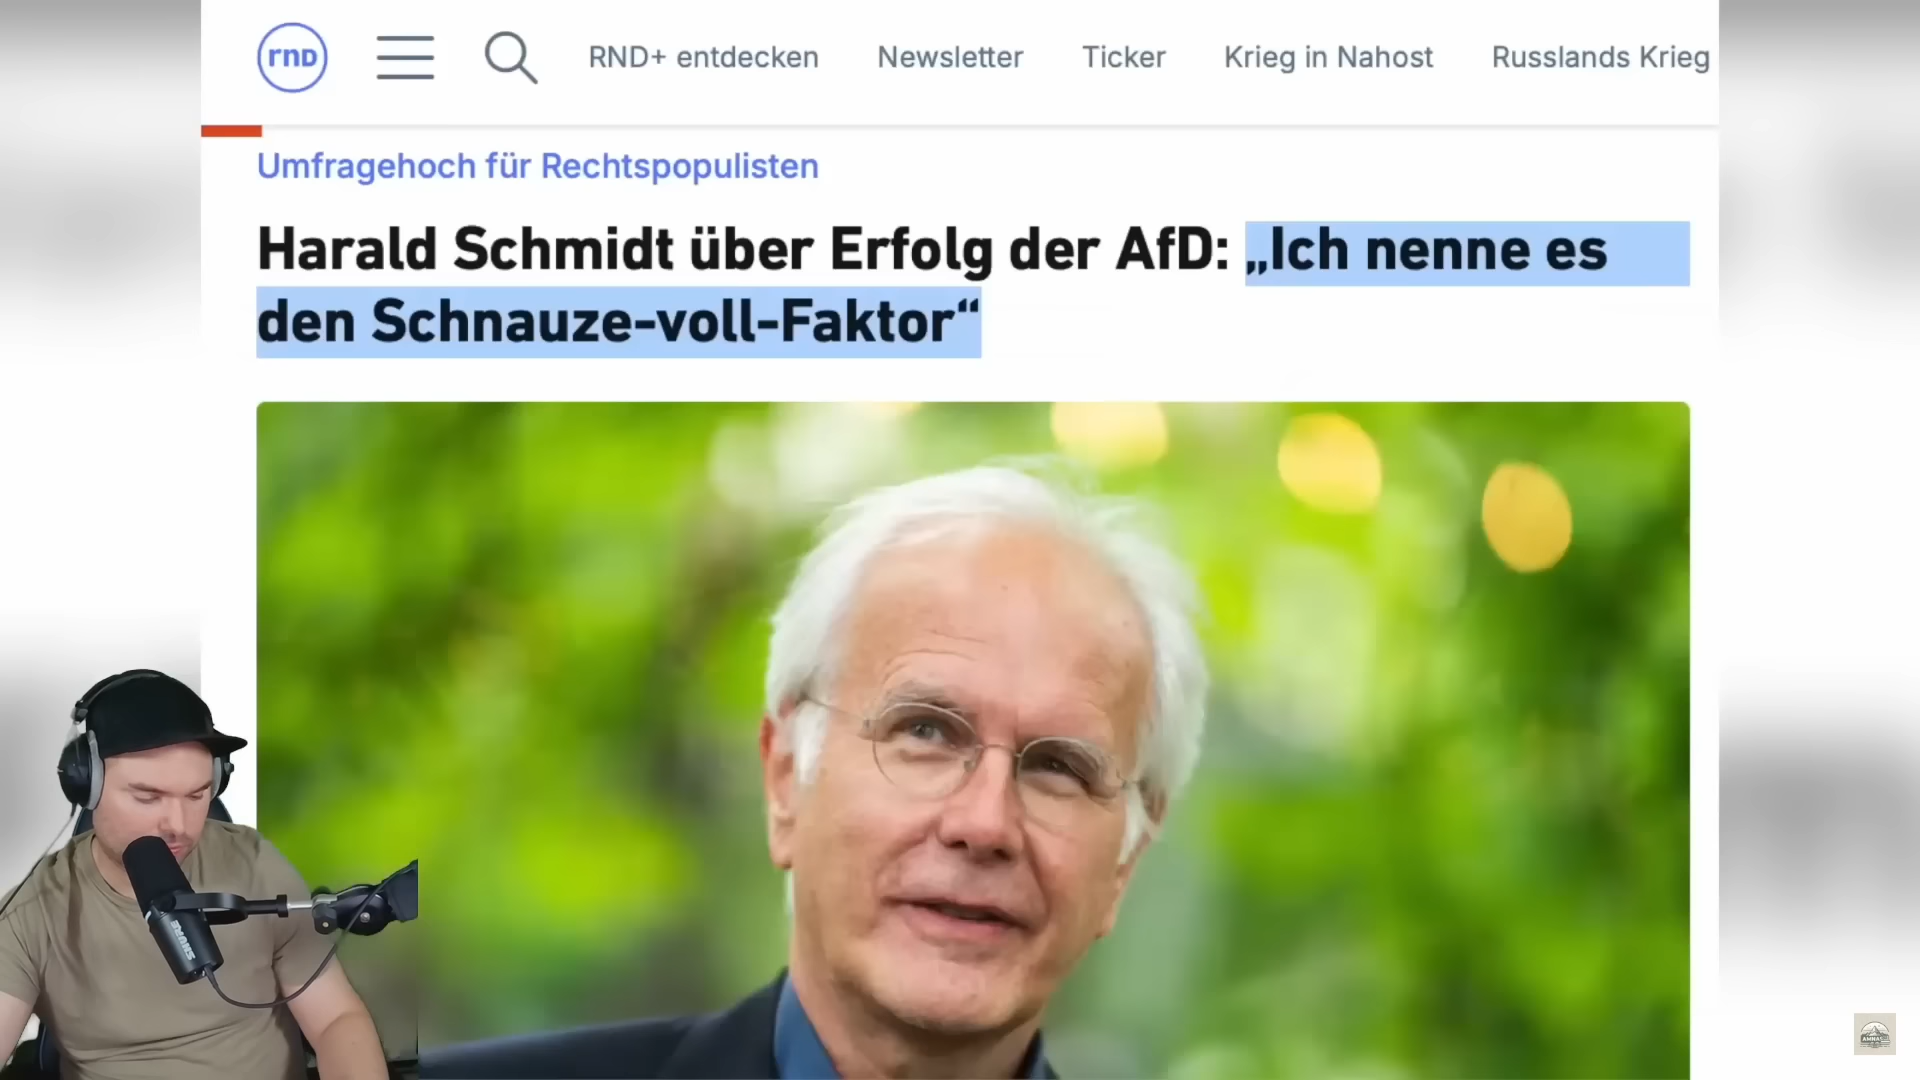 rnd
RND+ entdecken
Newsletter
Ticker
Krieg in Nahost
Russlands Krieg
Umfragehoch für Rechtspopulisten
Harald Schmidt über Erfolg der AfD: „Ich nenne es
den Schnauze-voll-Faktor“
SHURE